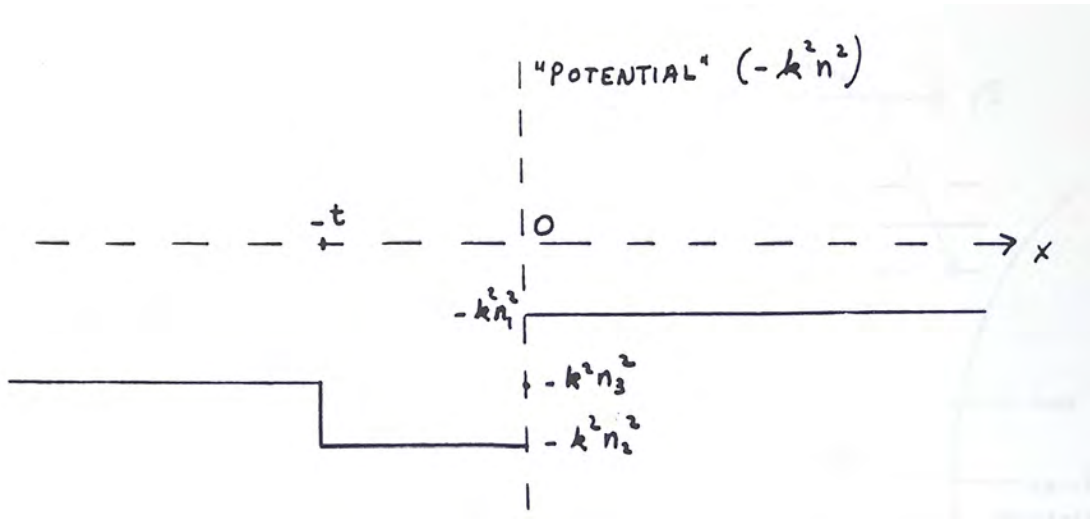 "POTENTIAL" (-k²n²)
-t
0
x
-k²n₁²
-k²n₃²
-k²n₂²